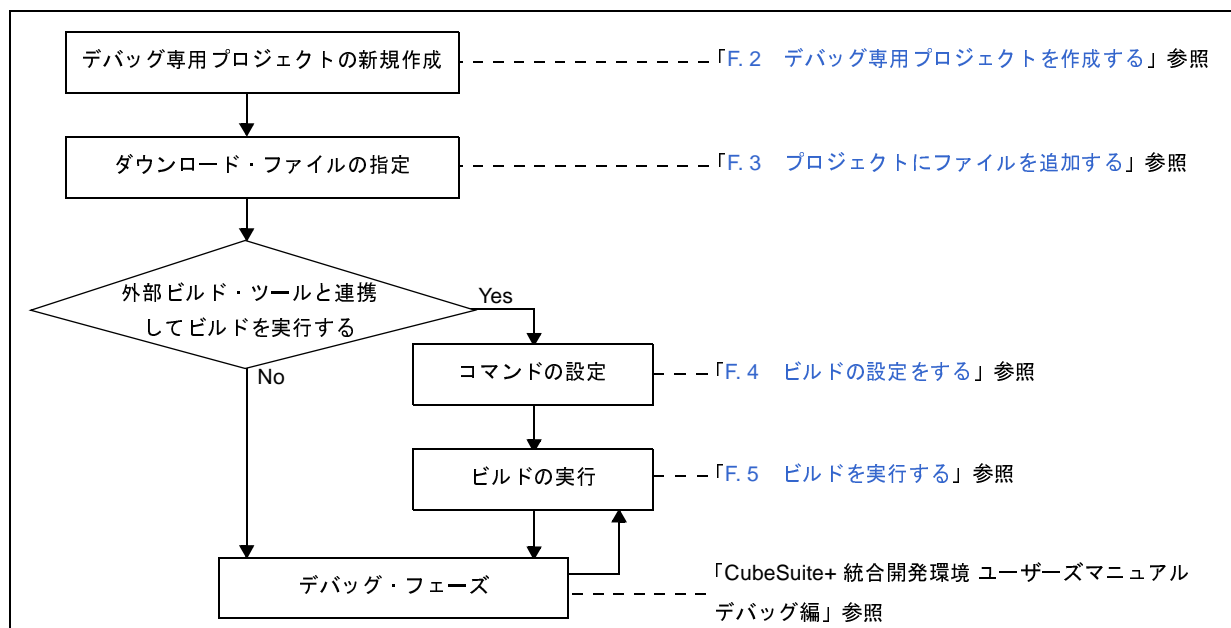 デバッグ専用プロジェクトの新規作成
「F. 2　デバッグ専用プロジェクトを作成する」参照
ダウンロード・ファイルの指定
「F. 3　プロジェクトにファイルを追加する」参照
外部ビルド・ツールと連携
してビルドを実行する
Yes
No
コマンドの設定
「F. 4　ビルドの設定をする」参照
ビルドの実行
「F. 5　ビルドを実行する」参照
デバッグ・フェーズ
「CubeSuite+ 統合開発環境 ユーザーズマニュアル
デバッグ編」参照